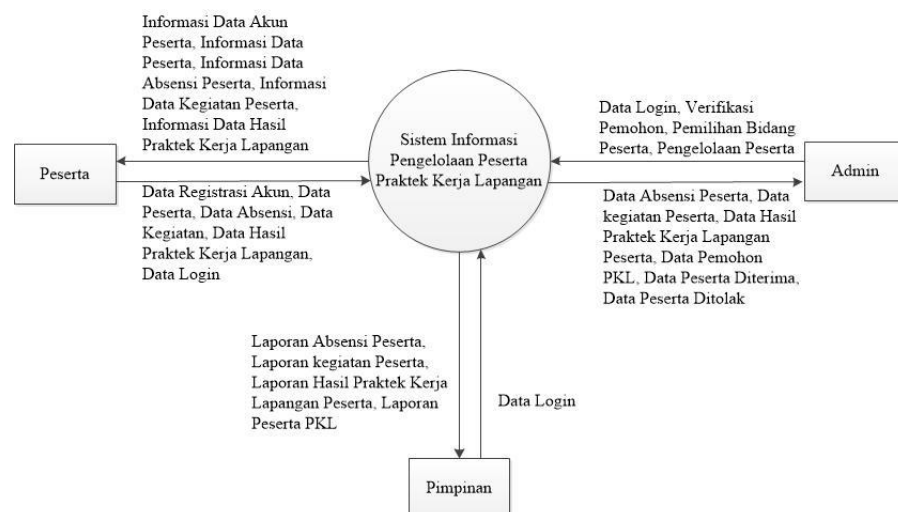 Informasi Data Akun
Peserta, Informasi Data
Peserta, Informasi Data
Absensi Peserta, Informasi
Data Kegiatan Peserta,
Informasi Data Hasil
Praktek Kerja Lapangan
Peserta
Data Registrasi Akun, Data
Peserta, Data Absensi, Data
Kegiatan, Data Hasil
Praktek Kerja Lapangan,
Data Login
Sistem Informasi
Pengelolaan Peserta
Praktek Kerja Lapangan
Data Login, Verifikasi
Pemohon, Pemilihan Bidang
Peserta, Pengelolaan Peserta
Admin
Data Absensi Peserta, Data
kegiatan Peserta, Data Hasil
Praktek Kerja Lapangan
Peserta, Data Pemohon
PKL, Data Peserta Diterima,
Data Peserta Ditolak
Laporan Absensi Peserta,
Laporan kegiatan Peserta,
Laporan Hasil Praktek Kerja
Lapangan Peserta, Laporan
Peserta PKL
Data Login
Pimpinan